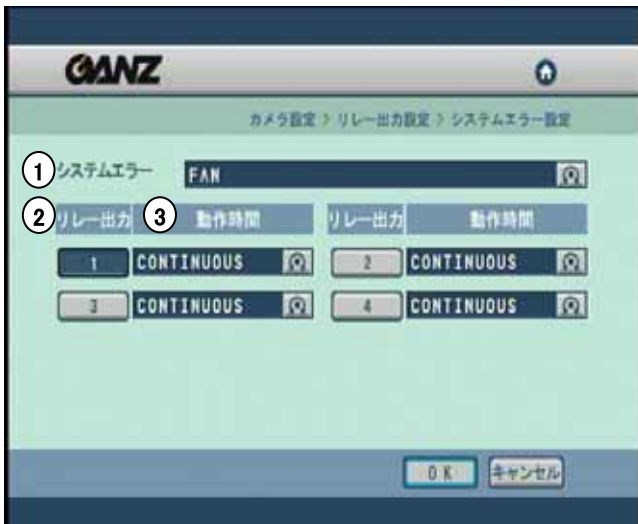 GANZ
カメラ設定 > リレー出力設定 > システムエラー設定
1 システムエラー FAN
2 リレー出力 3 動作時間 リレー出力 動作時間
1 CONTINUOUS 2 CONTINUOUS
3 CONTINUOUS 4 CONTINUOUS
OK キャンセル